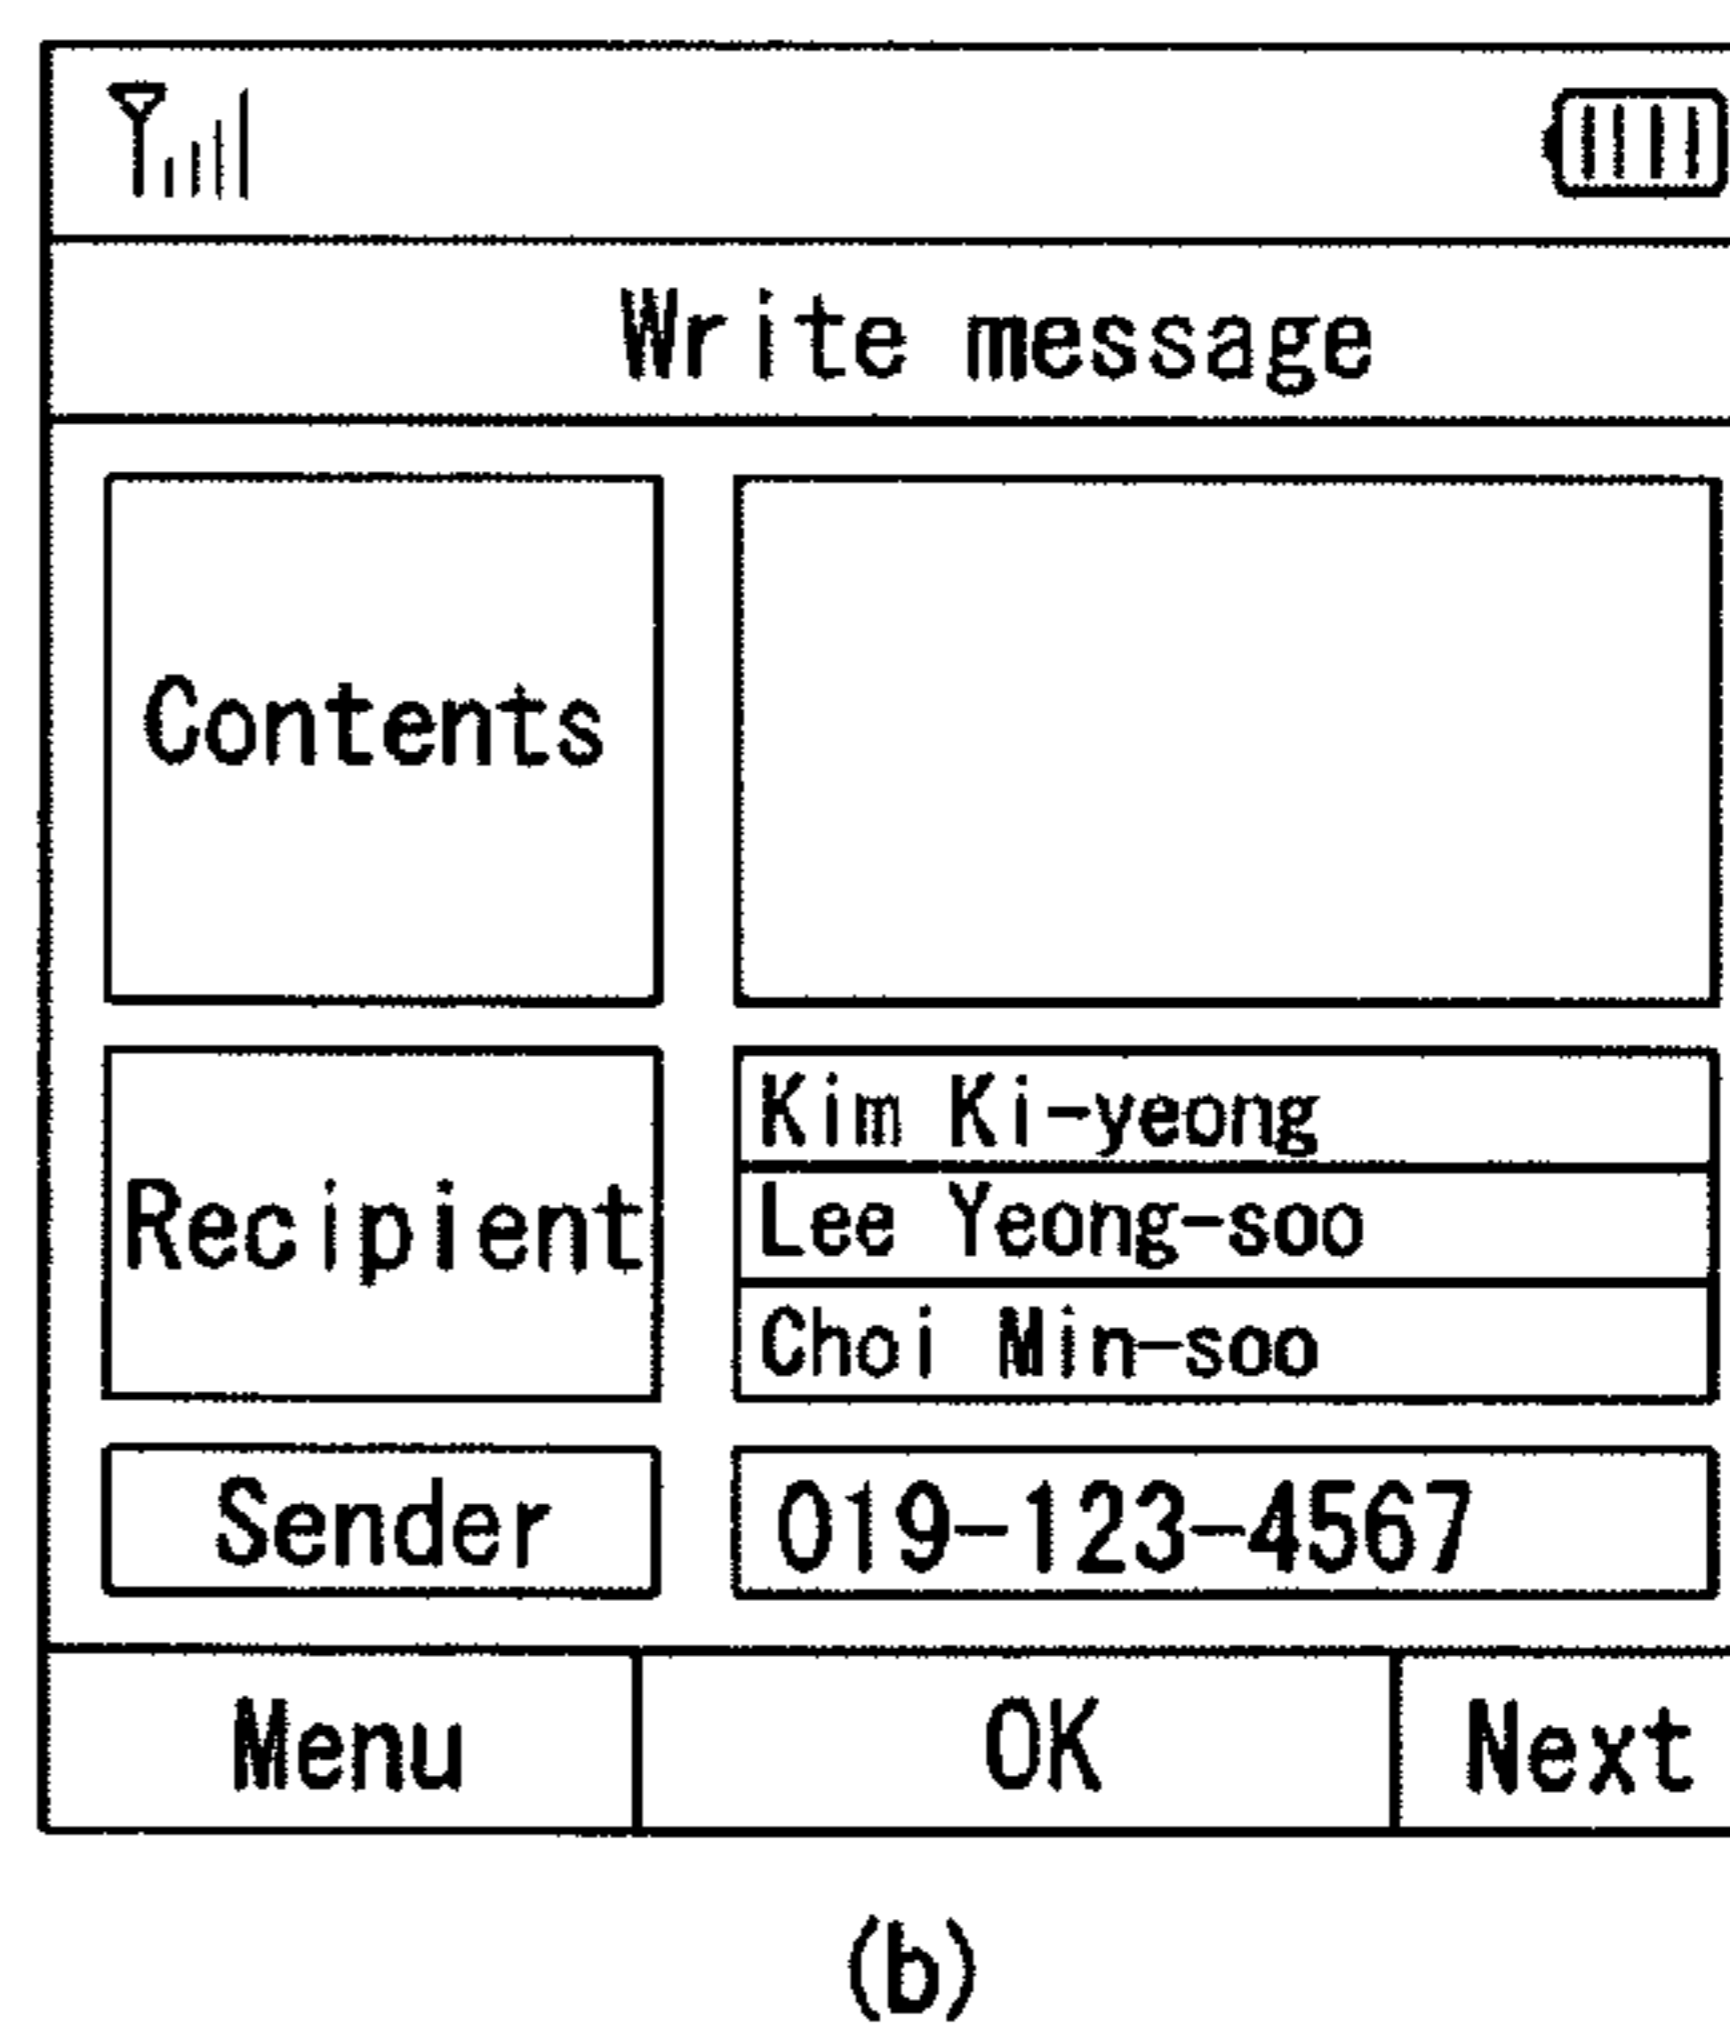 Write message
Contents
Recipient
Kim Ki-yeong
Lee Yeong-soo
Choi Min-soo
Sender
019-123-4567
Menu
OK
Next
(b)